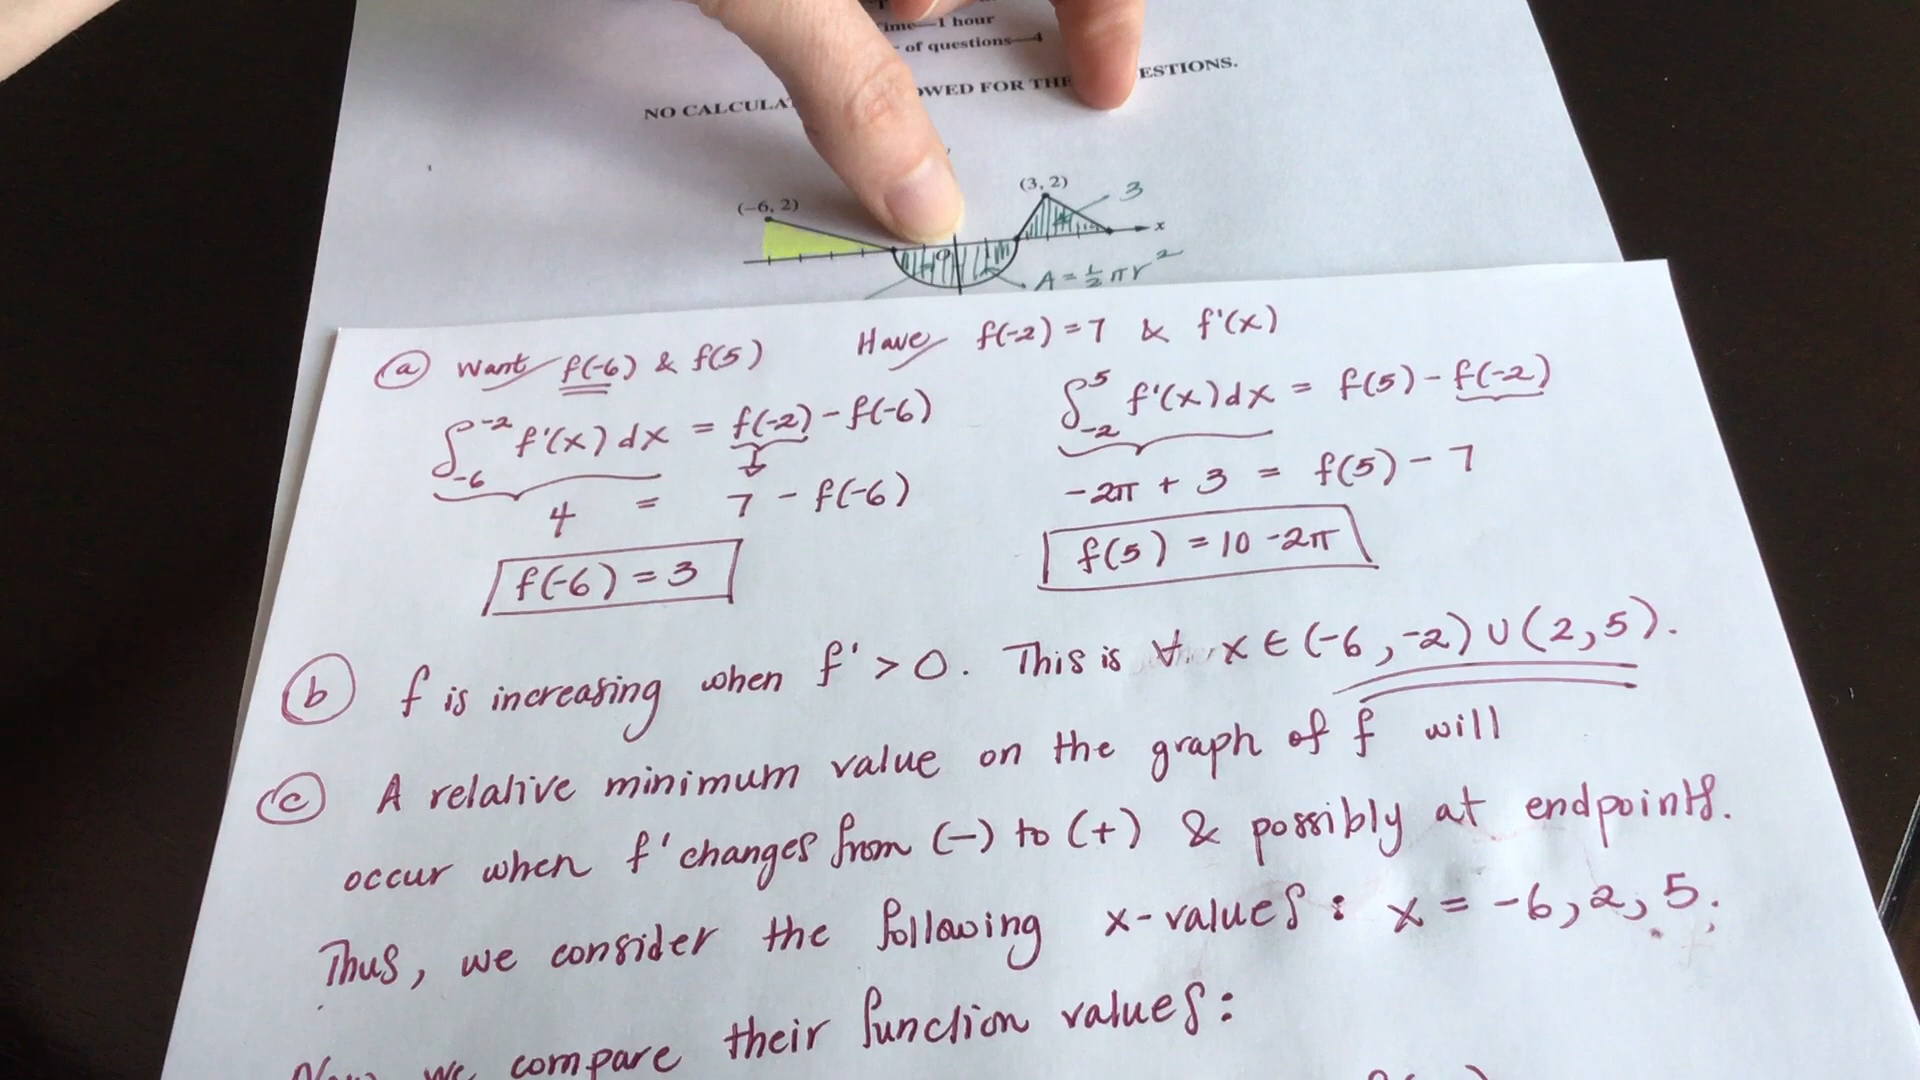 1 hour
of questions—4
NO CALCULA OWED FOR THE ESTIONS.
(-6, 2)
(3, 2)
3
x
O
A = ½πr²
ⓐ Want f(-6) & f(5) Have f(-2) = 7 & f'(x)
∫₋₆⁻² f'(x) dx = f(-2) - f(-6)
4 = 7 - f(-6)
f(-6) = 3
∫₋₂⁵ f'(x) dx = f(5) - f(-2)
-2π + 3 = f(5) - 7
f(5) = 10 - 2π
ⓑ f is increasing when f' > 0. This is ∀ x ∈ (-6, -2) ∪ (2, 5).
ⓒ A relative minimum value on the graph of f will
occur when f' changes from (-) to (+) & possibly at endpoints.
Thus, we consider the following x-values: x = -6, 2, 5.
we compare their function values: